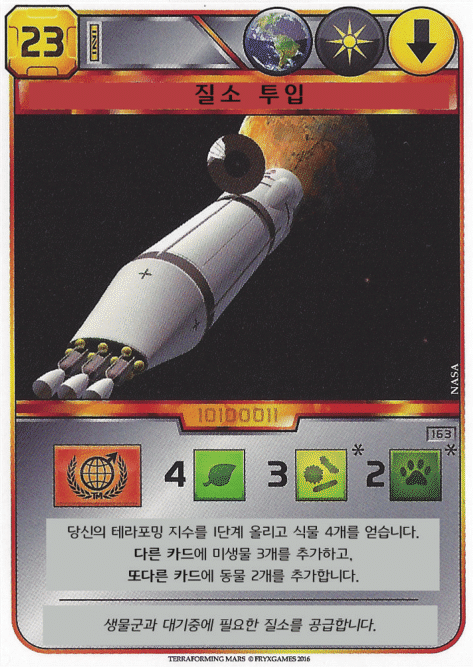 23
질소 투입
NASA
10100011
163
TM
4 3 * 2 *
당신의 테라포밍 지수를 1단계 올리고 식물 4개를 얻습니다.
다른 카드에 미생물 3개를 추가하고,
또다른 카드에 동물 2개를 추가합니다.
생물군과 대기중에 필요한 질소를 공급합니다.
TERRAFORMING MARS © FRYXGAMES 2016